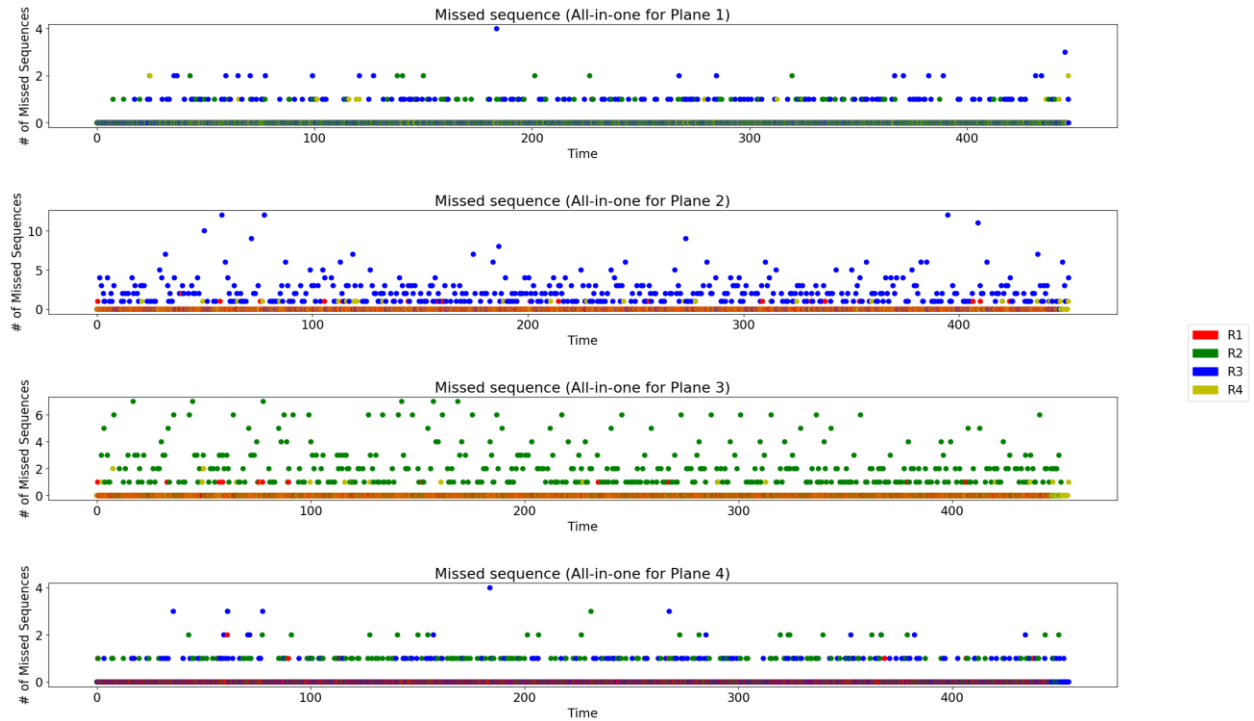 Missed sequence (All-in-one for Plane 1)
# of Missed Sequences
4
2
0
0
100
200
300
400
Time
Missed sequence (All-in-one for Plane 2)
# of Missed Sequences
10
5
0
0
100
200
300
400
Time
R1
R2
R3
R4
Missed sequence (All-in-one for Plane 3)
# of Missed Sequences
6
4
2
0
0
100
200
300
400
Time
Missed sequence (All-in-one for Plane 4)
# of Missed Sequences
4
2
0
0
100
200
300
400
Time